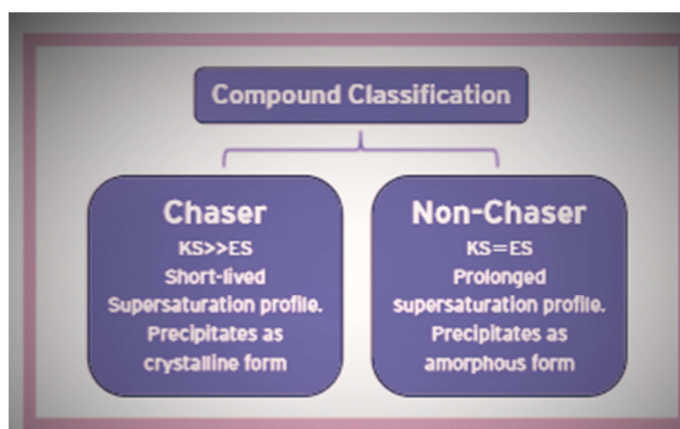 Compound Classification
Chaser
KS>>ES
Short-lived
Supersaturation profile.
Precipitates as
crystalline form
Non-Chaser
KS=ES
Prolonged
supersaturation profile.
Precipitates as
amorphous form